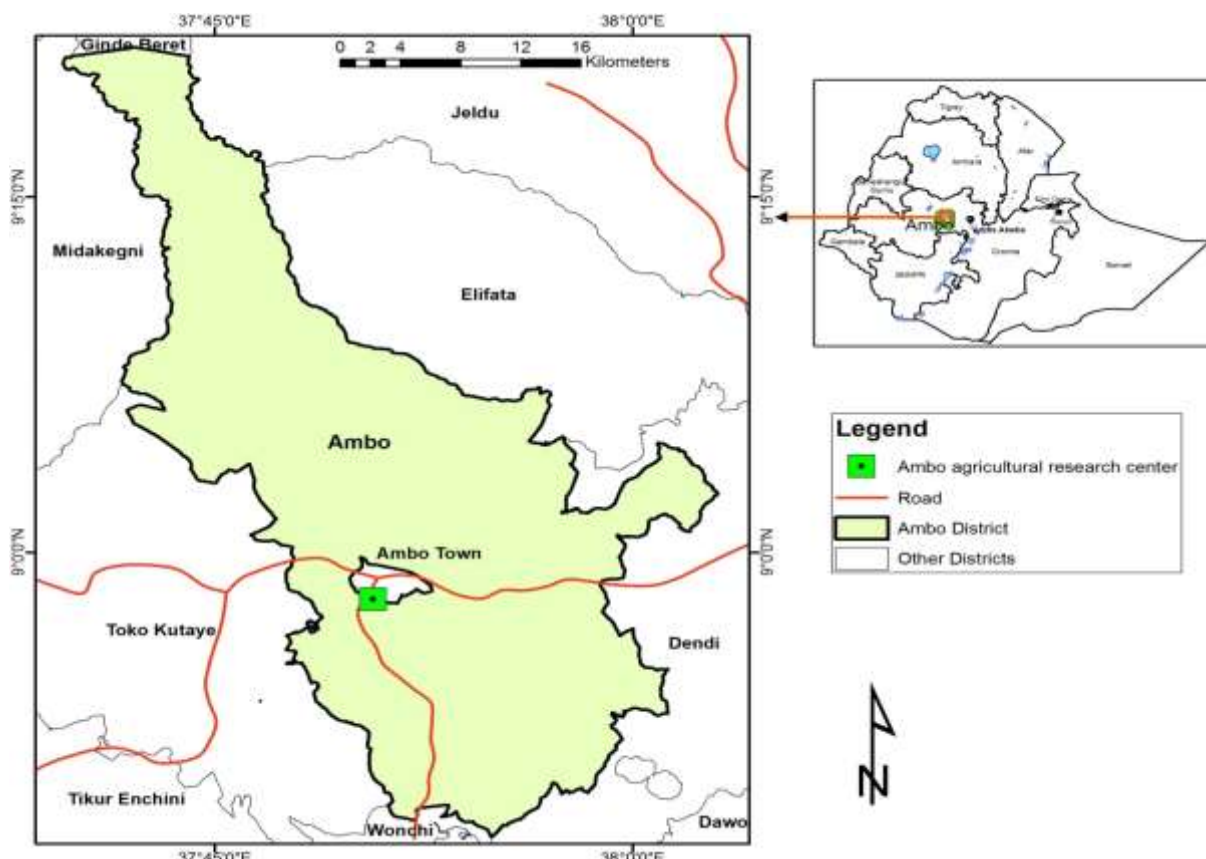 37°45'0"E
38°0'0"E
Ginde Beret
0 2 4 8 12 16
Kilometers
Jeldu
9°15'0"N
9°15'0"N
Midakegni
Elifata
Ambo
Ambo Town
9°0'0"N
9°0'0"N
Toko Kutaye
Dendi
Tikur Enchini
Wonchi
Dawo
37°45'0"E
38°0'0"E
Tigray
Afar
Ambo
Addis Ababa
Gambela
Oromia
Somali
Legend
Ambo agricultural research center
Road
Ambo District
Other Districts
N